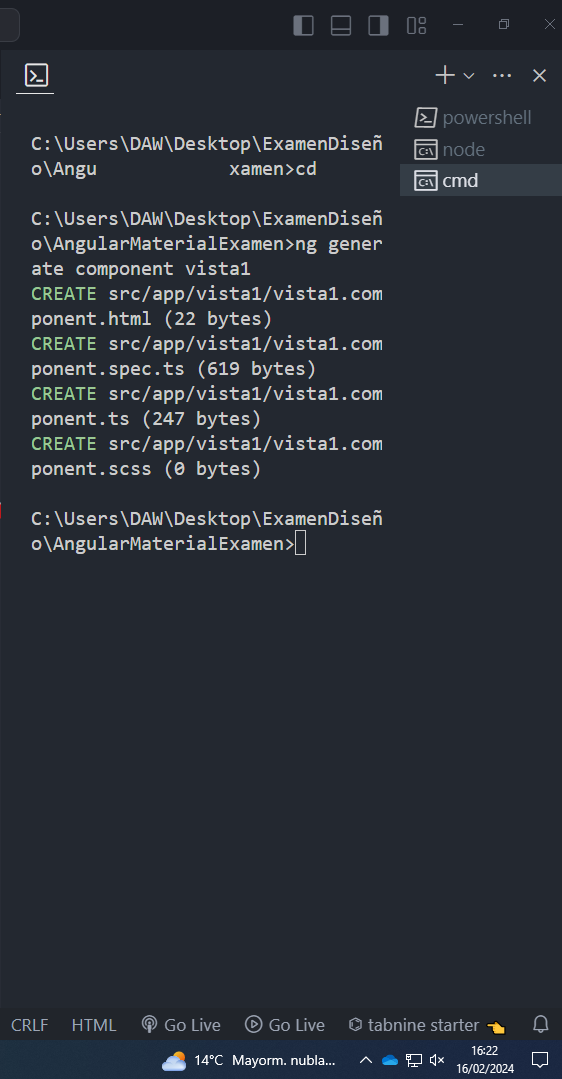 powershell
node
cmd
C:\Users\DAW\Desktop\ExamenDiseñ
o\Angu            xamen>cd
C:\Users\DAW\Desktop\ExamenDiseñ
o\AngularMaterialExamen>ng gener
ate component vista1
CREATE src/app/vista1/vista1.com
ponent.html (22 bytes)
CREATE src/app/vista1/vista1.com
ponent.spec.ts (619 bytes)
CREATE src/app/vista1/vista1.com
ponent.ts (247 bytes)
CREATE src/app/vista1/vista1.com
ponent.scss (0 bytes)
C:\Users\DAW\Desktop\ExamenDiseñ
o\AngularMaterialExamen>
CRLF HTML Go Live Go Live tabnine starter
14°C Mayorm. nubla... 16:22
16/02/2024